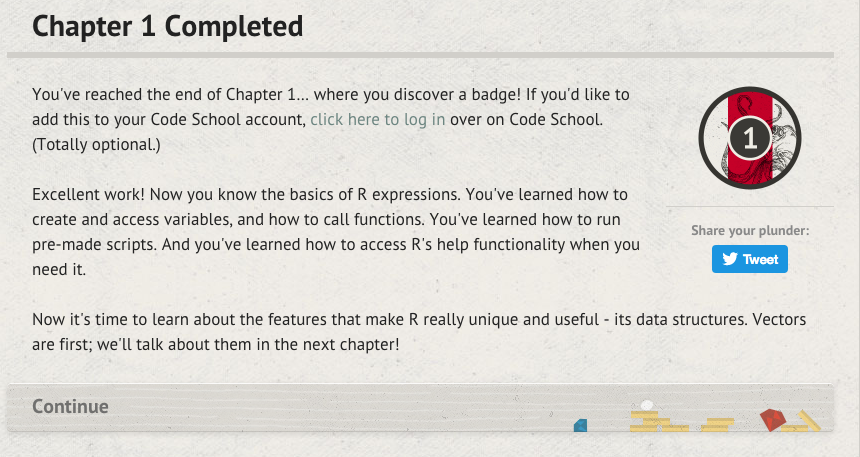 Chapter 1 Completed
You've reached the end of Chapter 1... where you discover a badge! If you'd like to
add this to your Code School account, click here to log in over on Code School.
(Totally optional.)
1
Excellent work! Now you know the basics of R expressions. You've learned how to
create and access variables, and how to call functions. You've learned how to run
pre-made scripts. And you've learned how to access R's help functionality when you
need it.
Share your plunder:
Tweet
Now it's time to learn about the features that make R really unique and useful - its data structures. Vectors
are first; we'll talk about them in the next chapter!
Continue